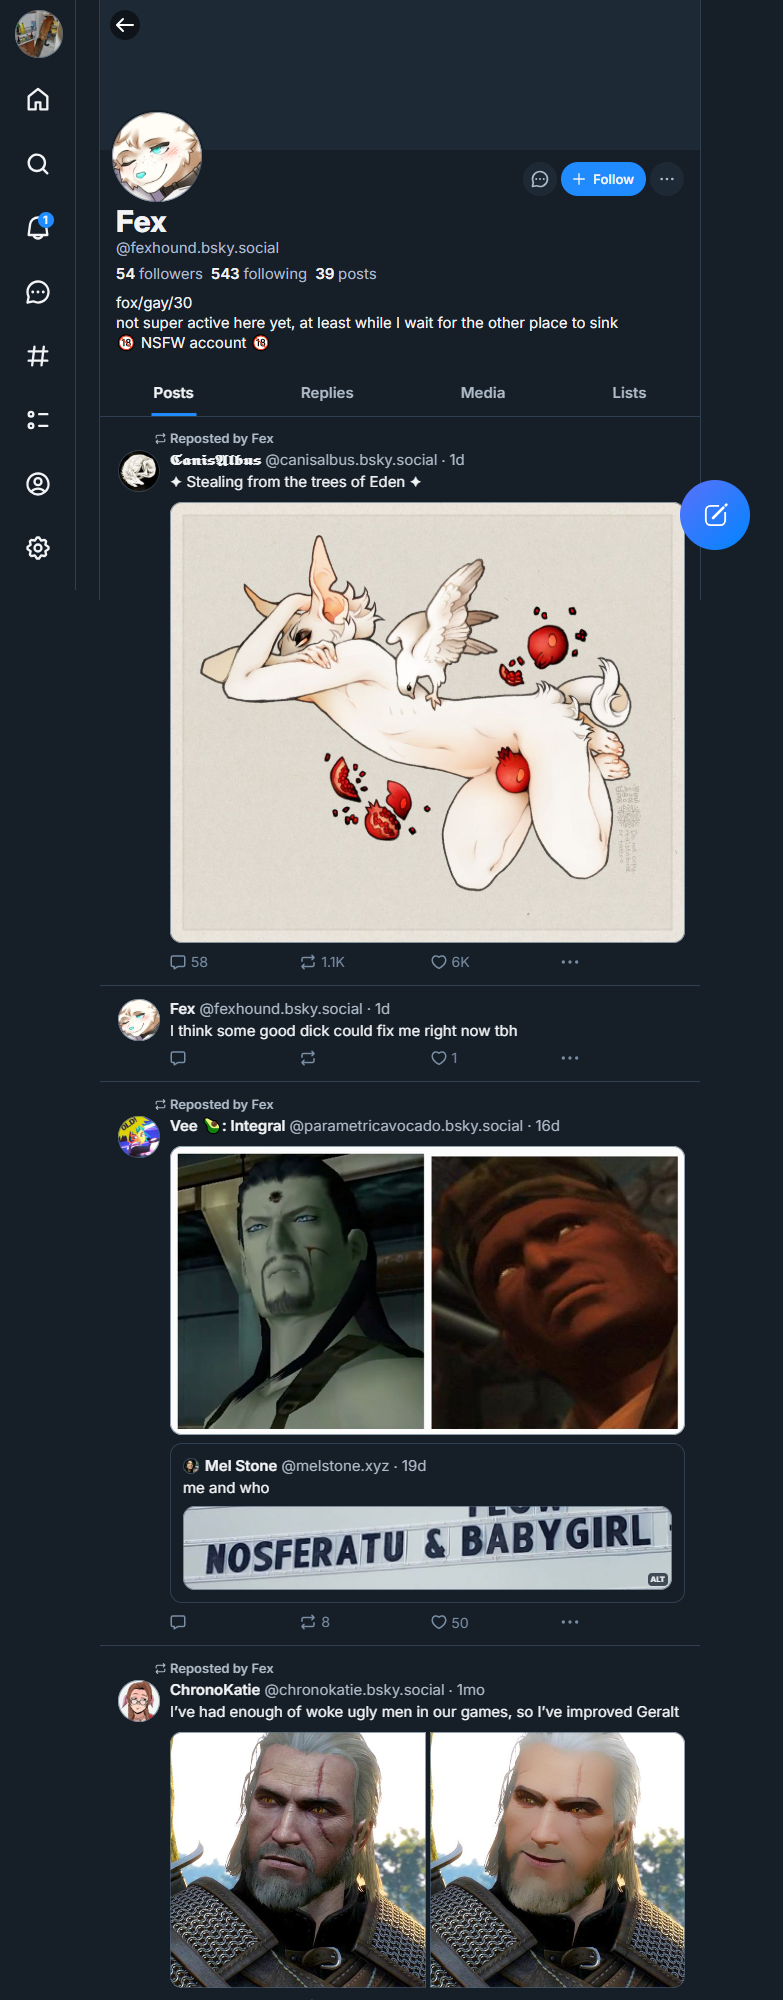 1
Follow
Fex
@fexhound.bsky.social
54 followers 543 following 39 posts
fox/gay/30
not super active here yet, at least while I wait for the other place to sink
🔞 NSFW account 🔞
Posts Replies Media Lists
Reposted by Fex
𝕮𝖆𝖓𝖎𝖘𝕬𝖑𝖇𝖚𝖘 @canisalbus.bsky.social · 1d
✦ Stealing from the trees of Eden ✦
58 1.1K 6K
Fex @fexhound.bsky.social · 1d
I think some good dick could fix me right now tbh
1
Reposted by Fex
Vee 🥑: Integral @parametricavocado.bsky.social · 16d
OLD!
Mel Stone @melstone.xyz · 19d
me and who
NOSFERATU & BABYGIRL
ALT
8 50
Reposted by Fex
ChronoKatie @chronokatie.bsky.social · 1mo
I've had enough of woke ugly men in our games, so I've improved Geralt